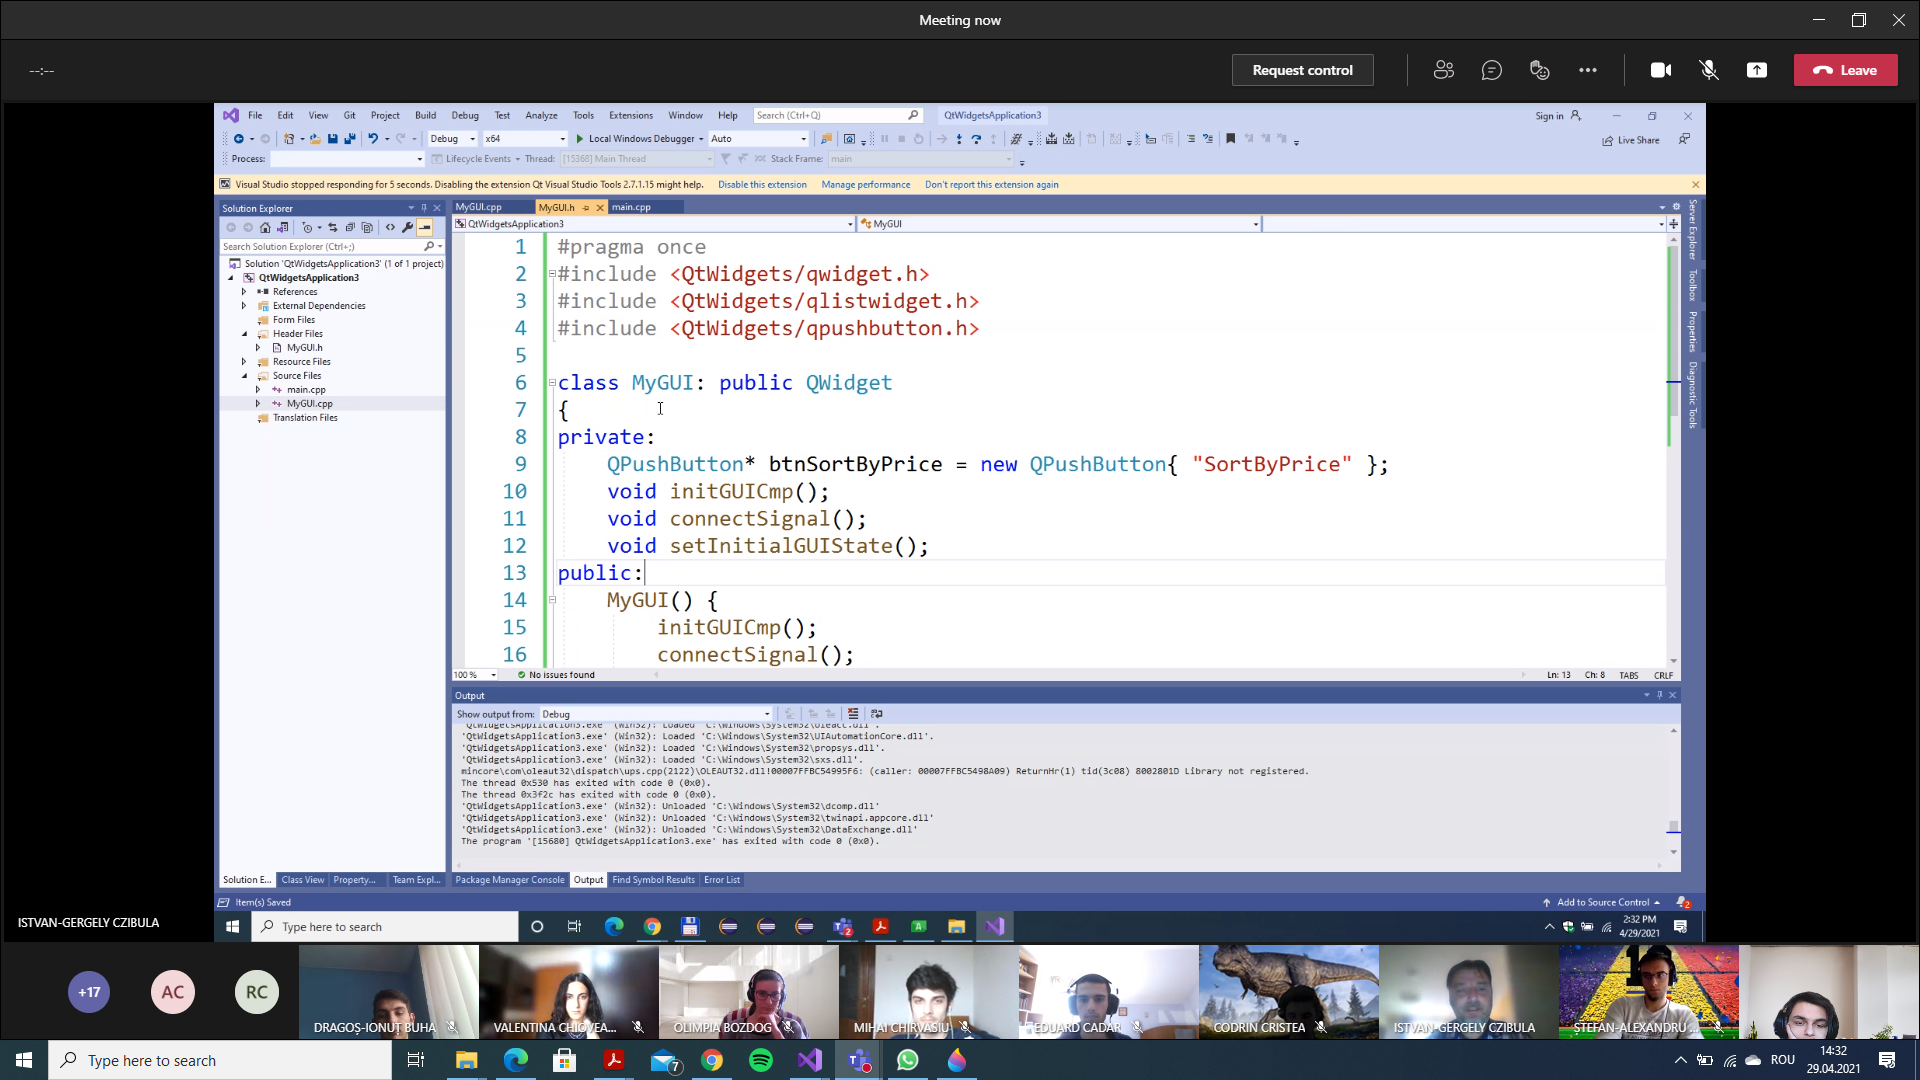 Meeting now
--:--
Request control
Leave
File Edit View Git Project Build Debug Test Analyze Tools Extensions Window Help Search (Ctrl+Q) QtWidgetsApplication3 Sign in
Debug x64 Local Windows Debugger Auto Live Share
Process: Lifecycle Events Thread: [15368] Main Thread Stack Frame: main
Visual Studio stopped responding for 5 seconds. Disabling the extension Qt Visual Studio Tools 2.7.1.15 might help. Disable this extension Manage performance Don't report this extension again
Solution Explorer
Search Solution Explorer (Ctrl+;)
Solution 'QtWidgetsApplication3' (1 of 1 project)
QtWidgetsApplication3
References
External Dependencies
Form Files
Header Files
MyGUI.h
Resource Files
Source Files
main.cpp
MyGUI.cpp
Translation Files
MyGUI.cpp MyGUI.h main.cpp
QtWidgetsApplication3 MyGUI
1 #pragma once
2 #include <QtWidgets/qwidget.h>
3 #include <QtWidgets/qlistwidget.h>
4 #include <QtWidgets/qpushbutton.h>
5
6 class MyGUI: public QWidget
7 {
8 private:
9 QPushButton* btnSortByPrice = new QPushButton{ "SortByPrice" };
10 void initGUICmp();
11 void connectSignal();
12 void setInitialGUIState();
13 public:
14 MyGUI() {
15 initGUICmp();
16 connectSignal();
Server Explorer
Toolbox
Properties
Diagnostic Tools
100 % No issues found Ln: 13 Ch: 8 TABS CRLF
Output
Show output from: Debug
'QtWidgetsApplication3.exe' (Win32): Loaded 'C:\Windows\System32\oleacc.dll'.
'QtWidgetsApplication3.exe' (Win32): Loaded 'C:\Windows\System32\UIAutomationCore.dll'.
'QtWidgetsApplication3.exe' (Win32): Loaded 'C:\Windows\System32\propsys.dll'.
'QtWidgetsApplication3.exe' (Win32): Loaded 'C:\Windows\System32\sxs.dll'.
mincore\com\oleaut32\dispatch\ups.cpp(2122)\OLEAUT32.dll!00007FFBC54995F6: (caller: 00007FFBC5498A09) ReturnHr(1) tid(3c08) 8002801D Library not registered.
The thread 0x530 has exited with code 0 (0x0).
The thread 0x3f2c has exited with code 0 (0x0).
'QtWidgetsApplication3.exe' (Win32): Unloaded 'C:\Windows\System32\dcomp.dll'
'QtWidgetsApplication3.exe' (Win32): Unloaded 'C:\Windows\System32\twinapi.appcore.dll'
'QtWidgetsApplication3.exe' (Win32): Unloaded 'C:\Windows\System32\DataExchange.dll'
The program '[15680] QtWidgetsApplication3.exe' has exited with code 0 (0x0).
Solution E... Class View Property... Team Expl...
Package Manager Console Output Find Symbol Results Error List
Item(s) Saved Add to Source Control 2
ISTVAN-GERGELY CZIBULA
Type here to search
2:32 PM
4/29/2021
+17 AC RC
DRAGOȘ-IONUȚ BUHA VALENTINA CHIOVEA... OLIMPIA BOZDOG MIHAI CHIRVASIU EDUARD CADAR CODRIN CRISTEA ISTVAN-GERGELY CZIBULA ȘTEFAN-ALEXANDRU ...
Type here to search
7
ROU
14:32
29.04.2021